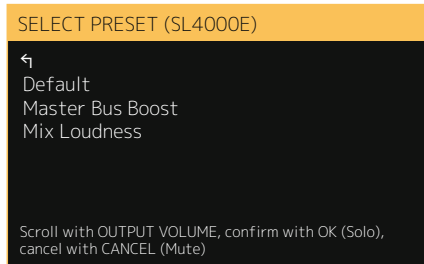 SELECT PRESET (SL4000E)
Default
Master Bus Boost
Mix Loudness
Scroll with OUTPUT VOLUME, confirm with OK (Solo),
cancel with CANCEL (Mute)